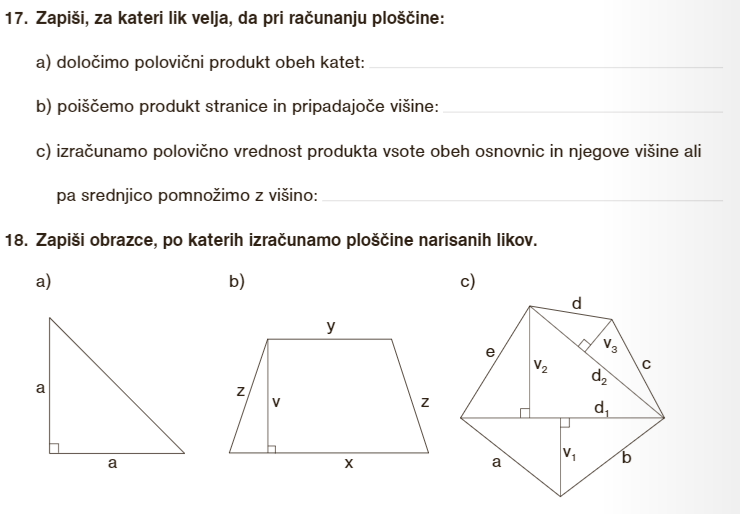 17. Zapiši, za kateri lik velja, da pri računanju ploščine:
a) določimo polovični produkt obeh katet:
b) poiščemo produkt stranice in pripadajoče višine:
c) izračunamo polovično vrednost produkta vsote obeh osnovnic in njegove višine ali
pa srednjico pomnožimo z višino:
18. Zapiši obrazce, po katerih izračunamo ploščine narisanih likov.
a) b) c)
a
a
y
z
v
z
x
d
e
v₂
v₃
d₂
c
d₁
v₁
a
b